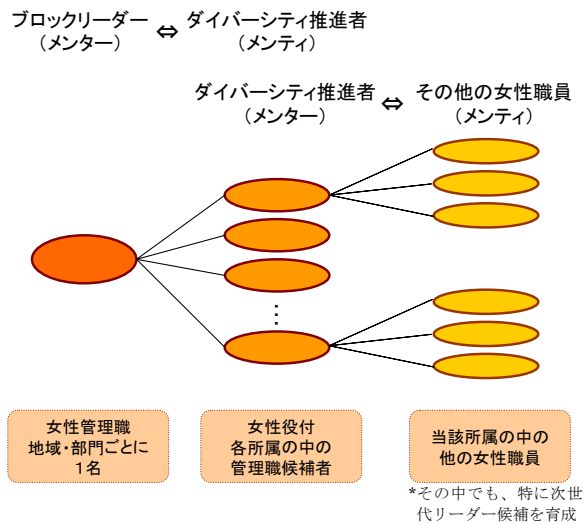 ブロックリーダー ⇔ ダイバーシティ推進者
（メンター） （メンティ）
ダイバーシティ推進者 ⇔ その他の女性職員
（メンター） （メンティ）
⋮
女性管理職
地域・部門ごとに
１名
女性役付
各所属の中の
管理職候補者
当該所属の中の
他の女性職員
*その中でも、特に次世
代リーダー候補を育成